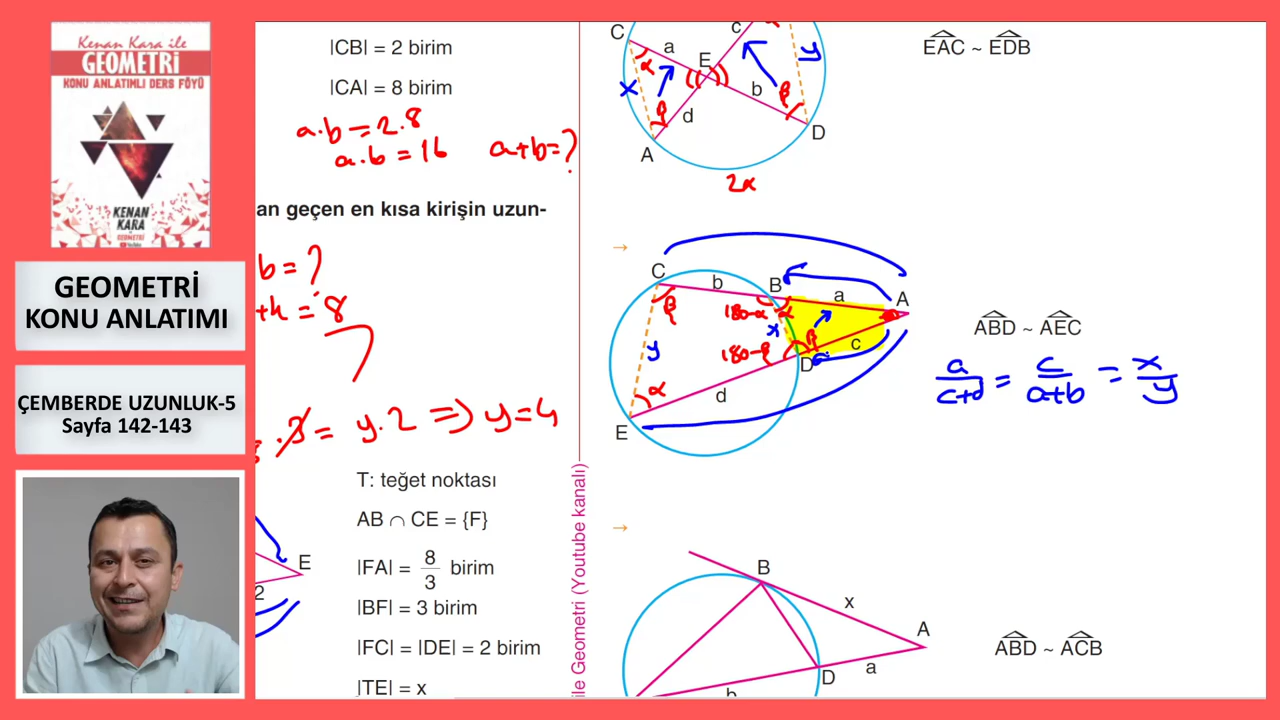 Kenan Kara ile
GEOMETRİ
KONU ANLATIMLI DERS FÖYÜ
KENAN
KARA
GEOMETRİ
GEOMETRİ
KONU ANLATIMI
ÇEMBERDE UZUNLUK-5
Sayfa 142-143
|CB| = 2 birim
|CA| = 8 birim
a.b = 2.8
a.b = 16 a+b=?
an geçen en kısa kirişin uzun-
b = ?
= 8
.3 = y.2 => y=4
T: teğet noktası
AB ∩ CE = {F}
|FA| = 8/3 birim
|BF| = 3 birim
|FC| = |DE| = 2 birim
|TE| = x
E
2
ile Geometri (Youtube kanalı)
C a α E c b d x y β β
A D
2α
EAC ~ EDB
→
C b B a A
β 180-α α
x β c
y 180-β D
α d
E
ABD ~ AEC
a/c+d = c/a+b = x/y
→
B
x
A
D a
b
ABD ~ ACB